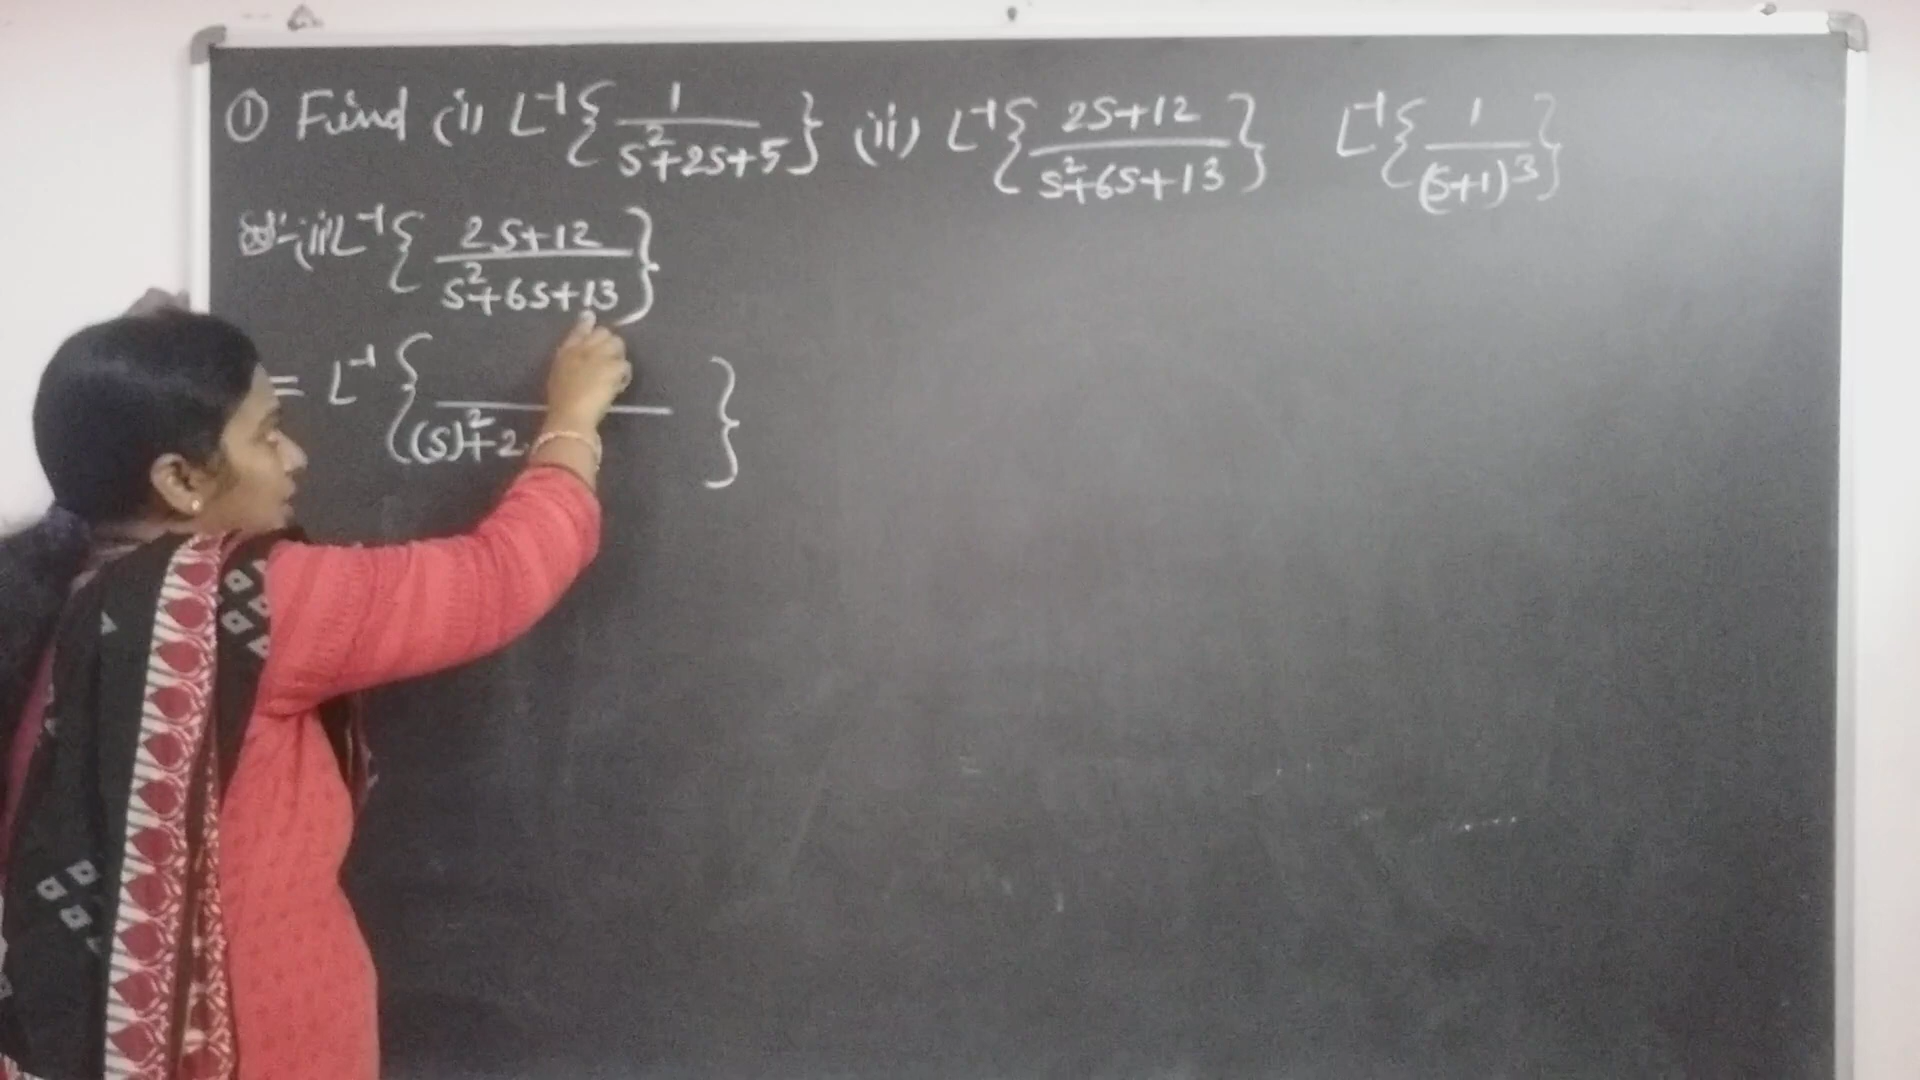 ① Find (i) L⁻¹{1/(s²+2s+5)} (ii) L⁻¹{(2s+12)/(s²+6s+13)} L⁻¹{1/(s+1)³}
Sol:- (ii) L⁻¹{(2s+12)/(s²+6s+13)}
= L⁻¹{ /((s)²+2. }